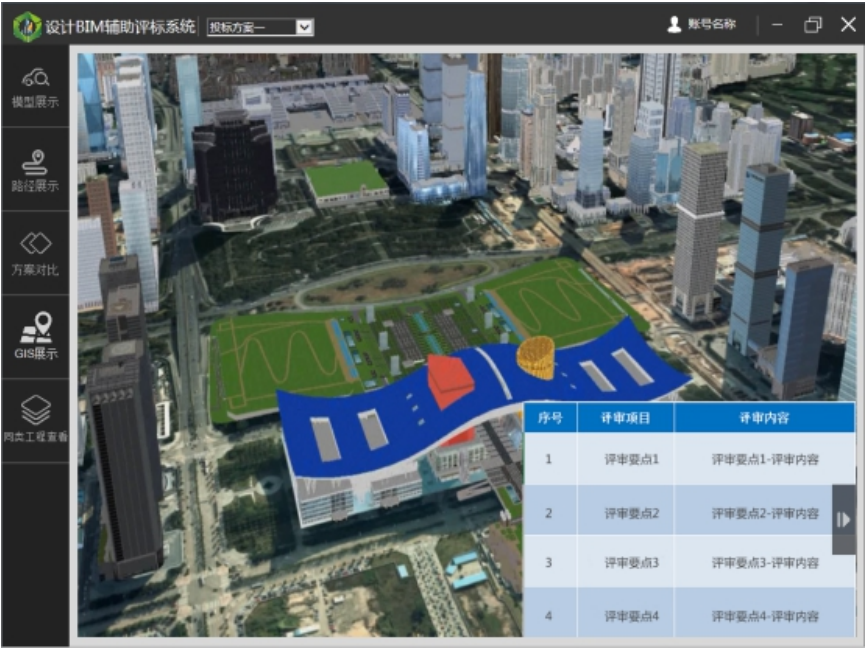 设计BIM辅助评标系统 投标方案一 账号名称
模型展示
路径展示
方案对比
GIS展示
同类工程查看
序号 评审项目 评审内容
1 评审要点1 评审要点1-评审内容
2 评审要点2 评审要点2-评审内容
3 评审要点3 评审要点3-评审内容
4 评审要点4 评审要点4-评审内容